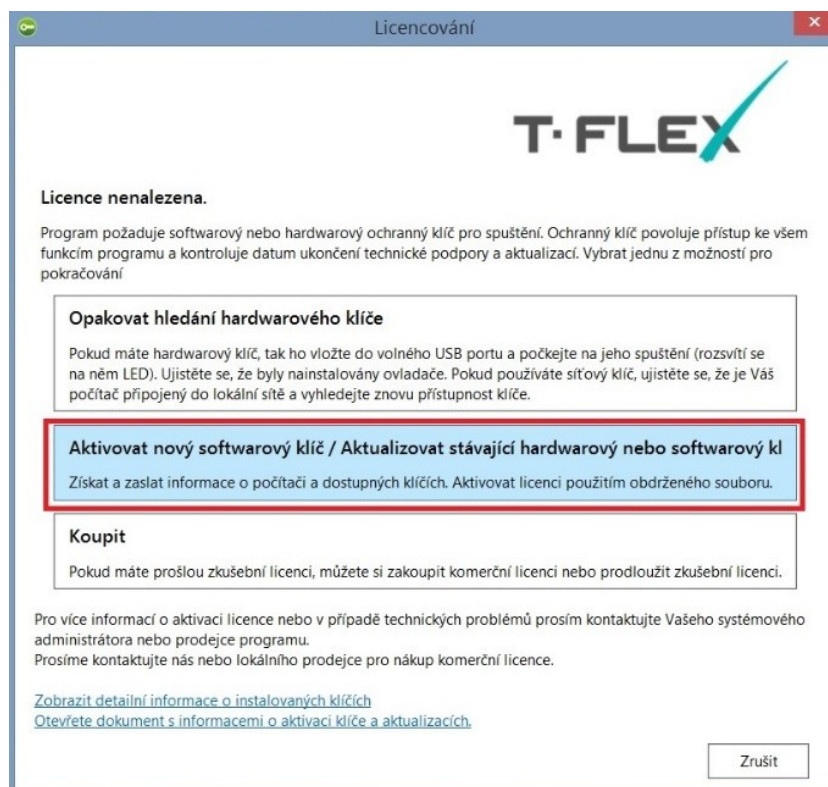 Licencování
T-FLEX
Licence nenalezena.
Program požaduje softwarový nebo hardwarový ochranný klíč pro spuštění. Ochranný klíč povoluje přístup ke všem
funkcím programu a kontroluje datum ukončení technické podpory a aktualizací. Vybrat jednu z možností pro
pokračování
Opakovat hledání hardwarového klíče
Pokud máte hardwarový klíč, tak ho vložte do volného USB portu a počkejte na jeho spuštění (rozsvítí se
na něm LED). Ujistěte se, že byly nainstalovány ovladače. Pokud používáte síťový klíč, ujistěte se, že je Váš
počítač připojený do lokální sítě a vyhledejte znovu přístupnost klíče.
Aktivovat nový softwarový klíč / Aktualizovat stávající hardwarový nebo softwarový kl
Získat a zaslat informace o počítači a dostupných klíčích. Aktivovat licenci použitím obdrženého souboru.
Koupit
Pokud máte prošlou zkušební licenci, můžete si zakoupit komerční licenci nebo prodloužit zkušební licenci.
Pro více informací o aktivaci licence nebo v případě technických problémů prosím kontaktujte Vašeho systémového
administrátora nebo prodejce programu.
Prosíme kontaktujte nás nebo lokálního prodejce pro nákup komerční licence.
Zobrazit detailní informace o instalovaných klíčích
Otevřete dokument s informacemi o aktivaci klíče a aktualizacích.
Zrušit